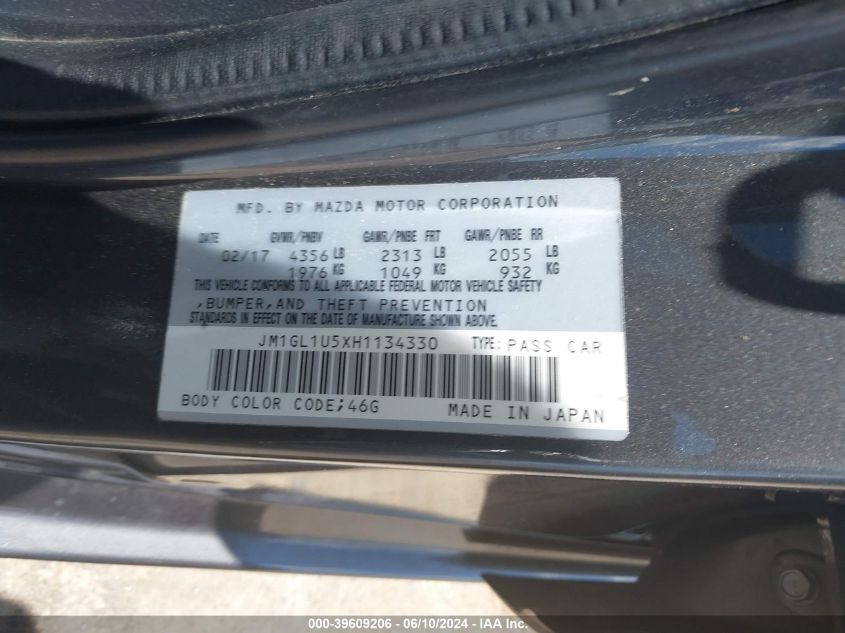 MFD. BY MAZDA MOTOR CORPORATION
DATE GVWR/PNBV GAWR/PNBE FRT GAWR/PNBE RR
02/17 4356 LB 2313 LB 2055 LB
1976 KG 1049 KG 932 KG
THIS VEHICLE CONFORMS TO ALL APPLICABLE FEDERAL MOTOR VEHICLE SAFETY
,BUMPER,AND THEFT PREVENTION
STANDARDS IN EFFECT ON THE DATE OF MANUFACTURE SHOWN ABOVE.
JM1GL1U5XH1134330 TYPE: PASS CAR
BODY COLOR CODE;46G MADE IN JAPAN
000-39609206 - 06/10/2024 - IAAI.com